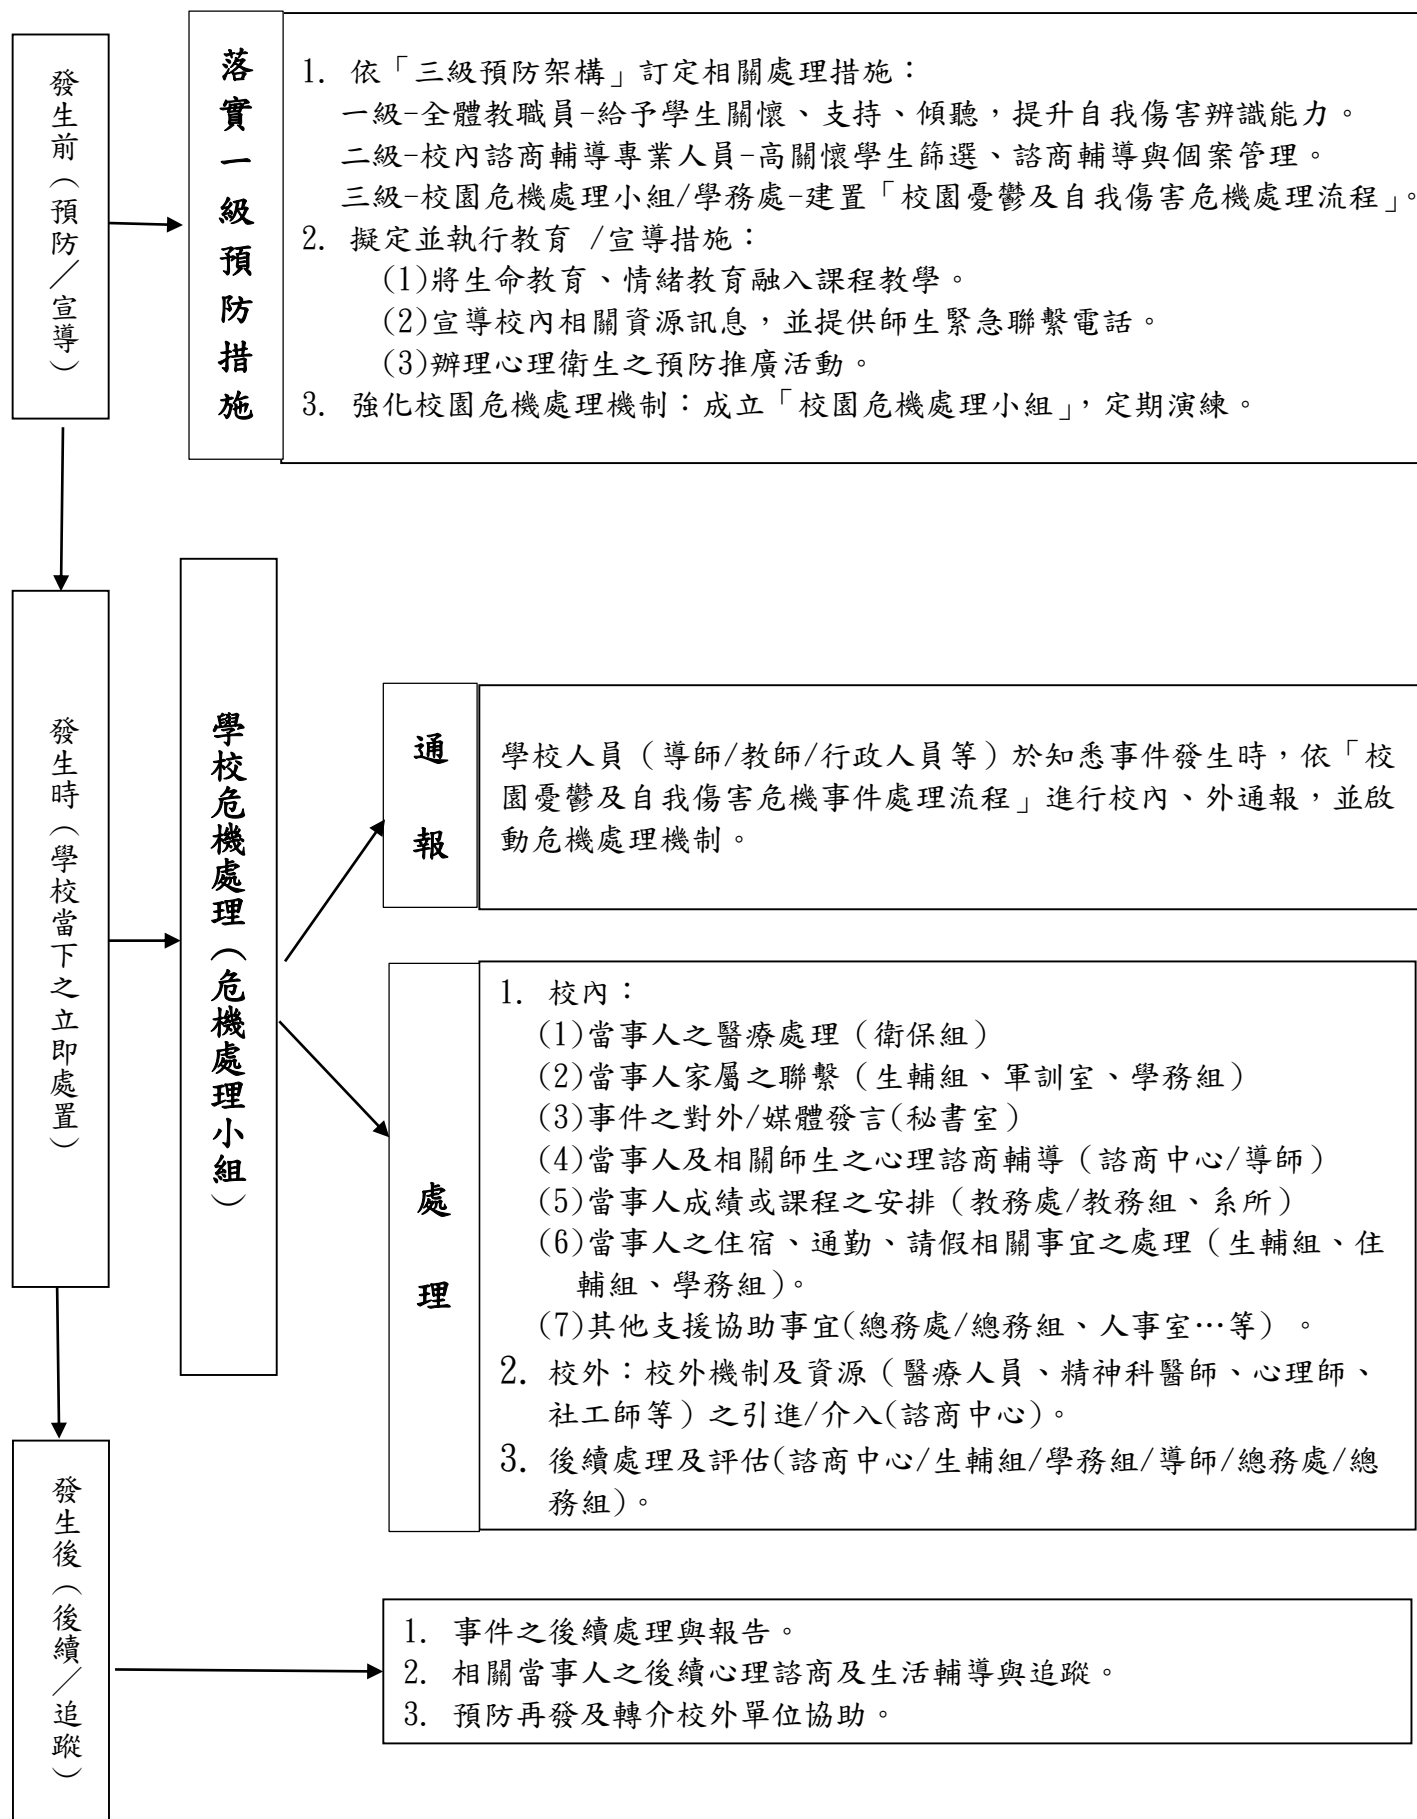 發生前（預防／宣導）
落實一級預防措施
1. 依「三級預防架構」訂定相關處理措施：
一級-全體教職員-給予學生關懷、支持、傾聽，提升自我傷害辨識能力。
二級-校內諮商輔導專業人員-高關懷學生篩選、諮商輔導與個案管理。
三級-校園危機處理小組/學務處-建置「校園憂鬱及自我傷害危機處理流程」。
2. 擬定並執行教育 /宣導措施：
(1)將生命教育、情緒教育融入課程教學。
(2)宣導校內相關資源訊息，並提供師生緊急聯繫電話。
(3)辦理心理衛生之預防推廣活動。
3. 強化校園危機處理機制：成立「校園危機處理小組」，定期演練。
發生時（學校當下之立即處置）
學校危機處理（危機處理小組）
通報
學校人員（導師/教師/行政人員等）於知悉事件發生時，依「校
園憂鬱及自我傷害危機事件處理流程」進行校內、外通報，並啟
動危機處理機制。
處理
1. 校內：
(1)當事人之醫療處理（衛保組）
(2)當事人家屬之聯繫（生輔組、軍訓室、學務組）
(3)事件之對外/媒體發言(秘書室）
(4)當事人及相關師生之心理諮商輔導（諮商中心/導師）
(5)當事人成績或課程之安排（教務處/教務組、系所）
(6)當事人之住宿、通勤、請假相關事宜之處理（生輔組、住
輔組、學務組)。
(7)其他支援協助事宜(總務處/總務組、人事室…等）。
2. 校外：校外機制及資源（醫療人員、精神科醫師、心理師、
社工師等）之引進/介入(諮商中心)。
3. 後續處理及評估(諮商中心/生輔組/學務組/導師/總務處/總
務組)。
發生後（後續／追蹤）
1. 事件之後續處理與報告。
2. 相關當事人之後續心理諮商及生活輔導與追蹤。
3. 預防再發及轉介校外單位協助。